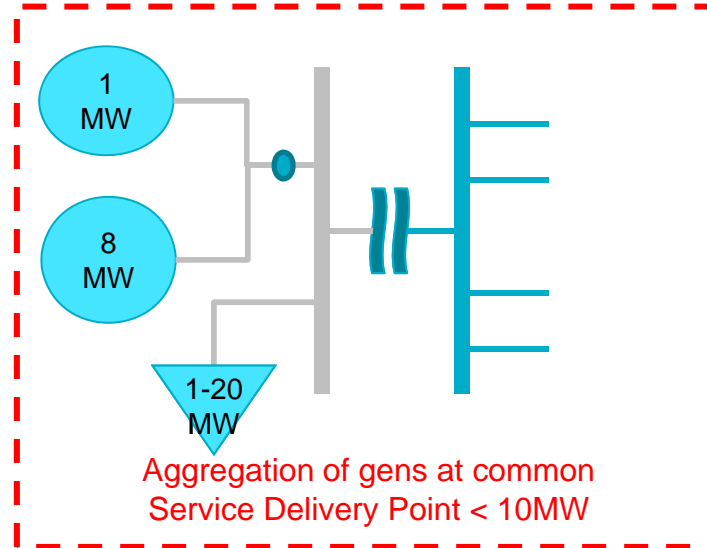 1
MW
8
MW
1-20
MW
Aggregation of gens at common
Service Delivery Point < 10MW